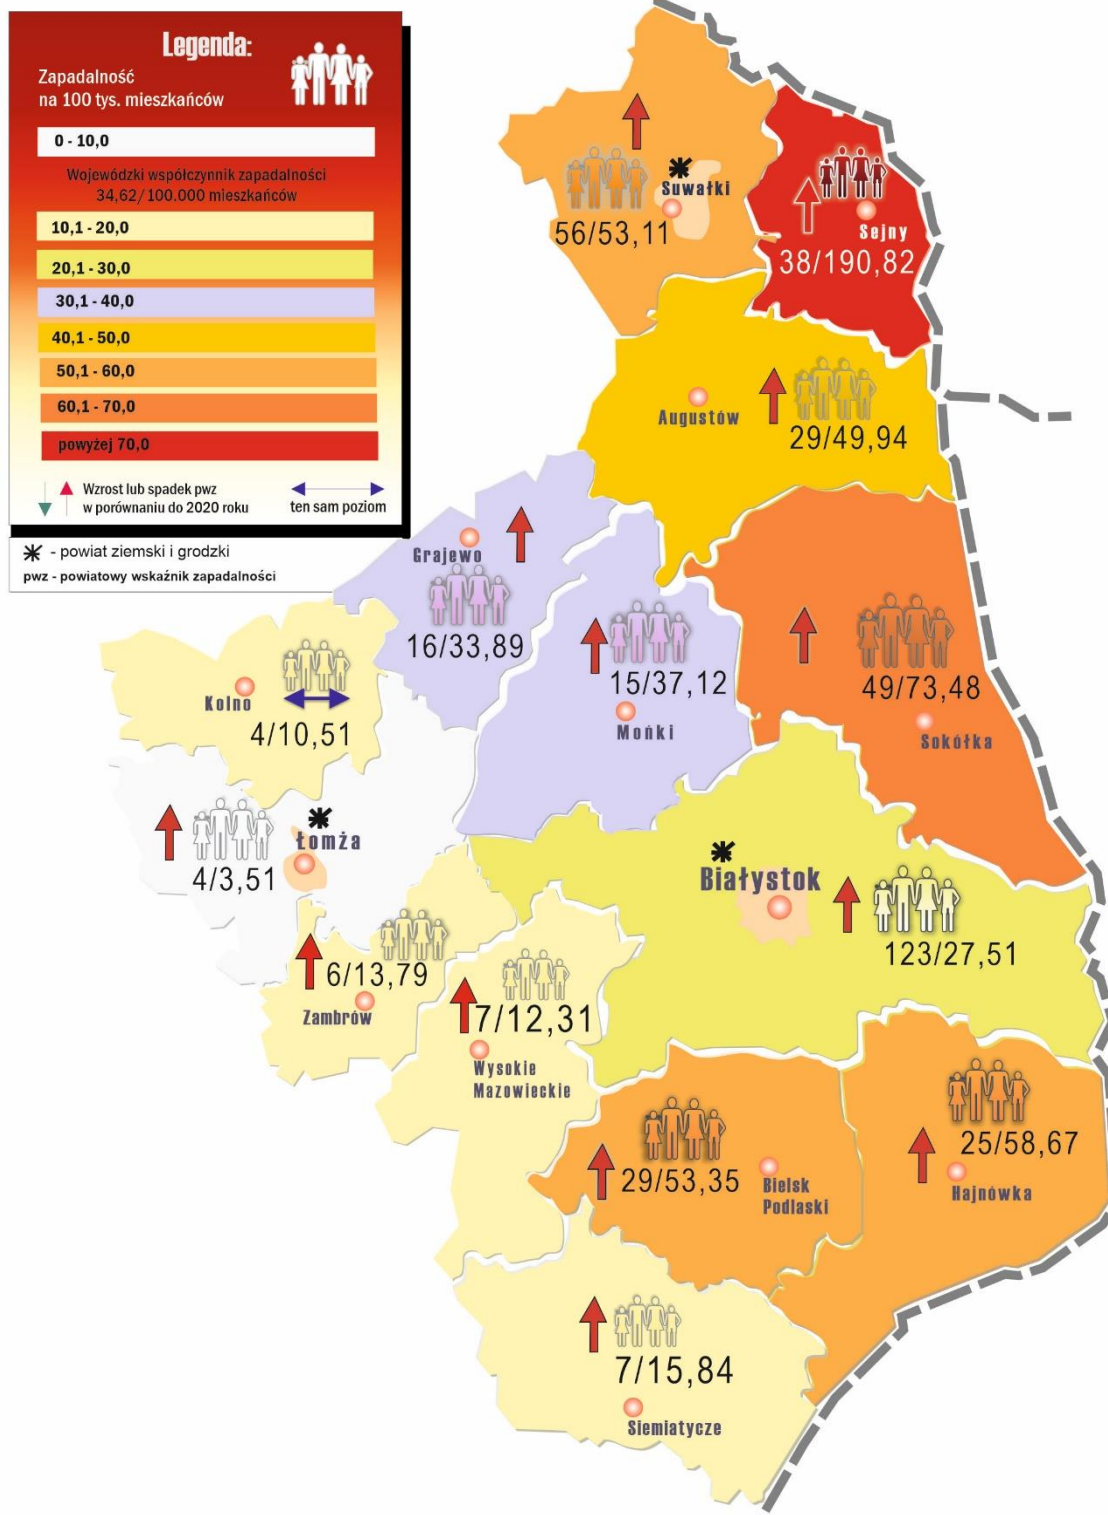 Legenda:
Zapadalność
na 100 tys. mieszkańców
0 - 10,0
Wojewódzki współczynnik zapadalności
34,62/100.000 mieszkańców
10,1 - 20,0
20,1 - 30,0
30,1 - 40,0
40,1 - 50,0
50,1 - 60,0
60,1 - 70,0
powyżej 70,0
Wzrost lub spadek pwz
w porównaniu do 2020 roku
ten sam poziom
- powiat ziemski i grodzki
pwz - powiatowy wskaźnik zapadalności
Suwałki
56/53,11
Sejny
38/190,82
Augustów
29/49,94
Grajewo
16/33,89
15/37,12
Mońki
49/73,48
Sokółka
Kolno
4/10,51
Łomża
4/3,51
Białystok
123/27,51
6/13,79
Zambrów
7/12,31
Wysokie
Mazowieckie
29/53,35
Bielsk
Podlaski
25/58,67
Hajnówka
7/15,84
Siemiatycze